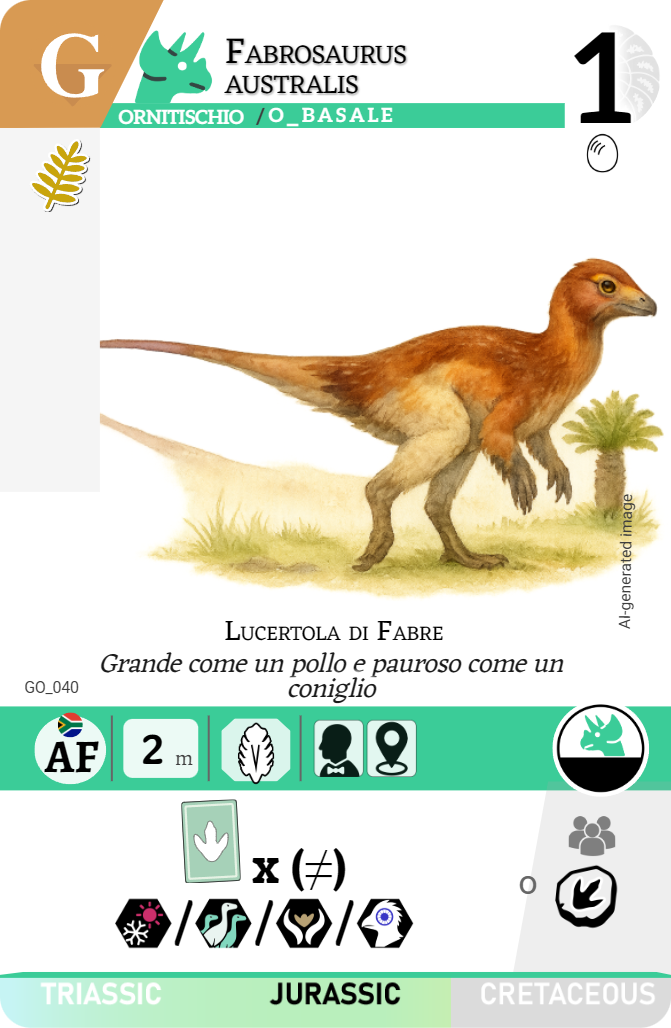 G
FABROSAURUS
AUSTRALIS
1
ORNITISCHIO /O_BASALE
AI-generated image
LUCERTOLA DI FABRE
Grande come un pollo e pauroso come un
coniglio
GO_040
AF
2 m
x (≠)
/ / /
O
TRIASSIC
JURASSIC
CRETACEOUS